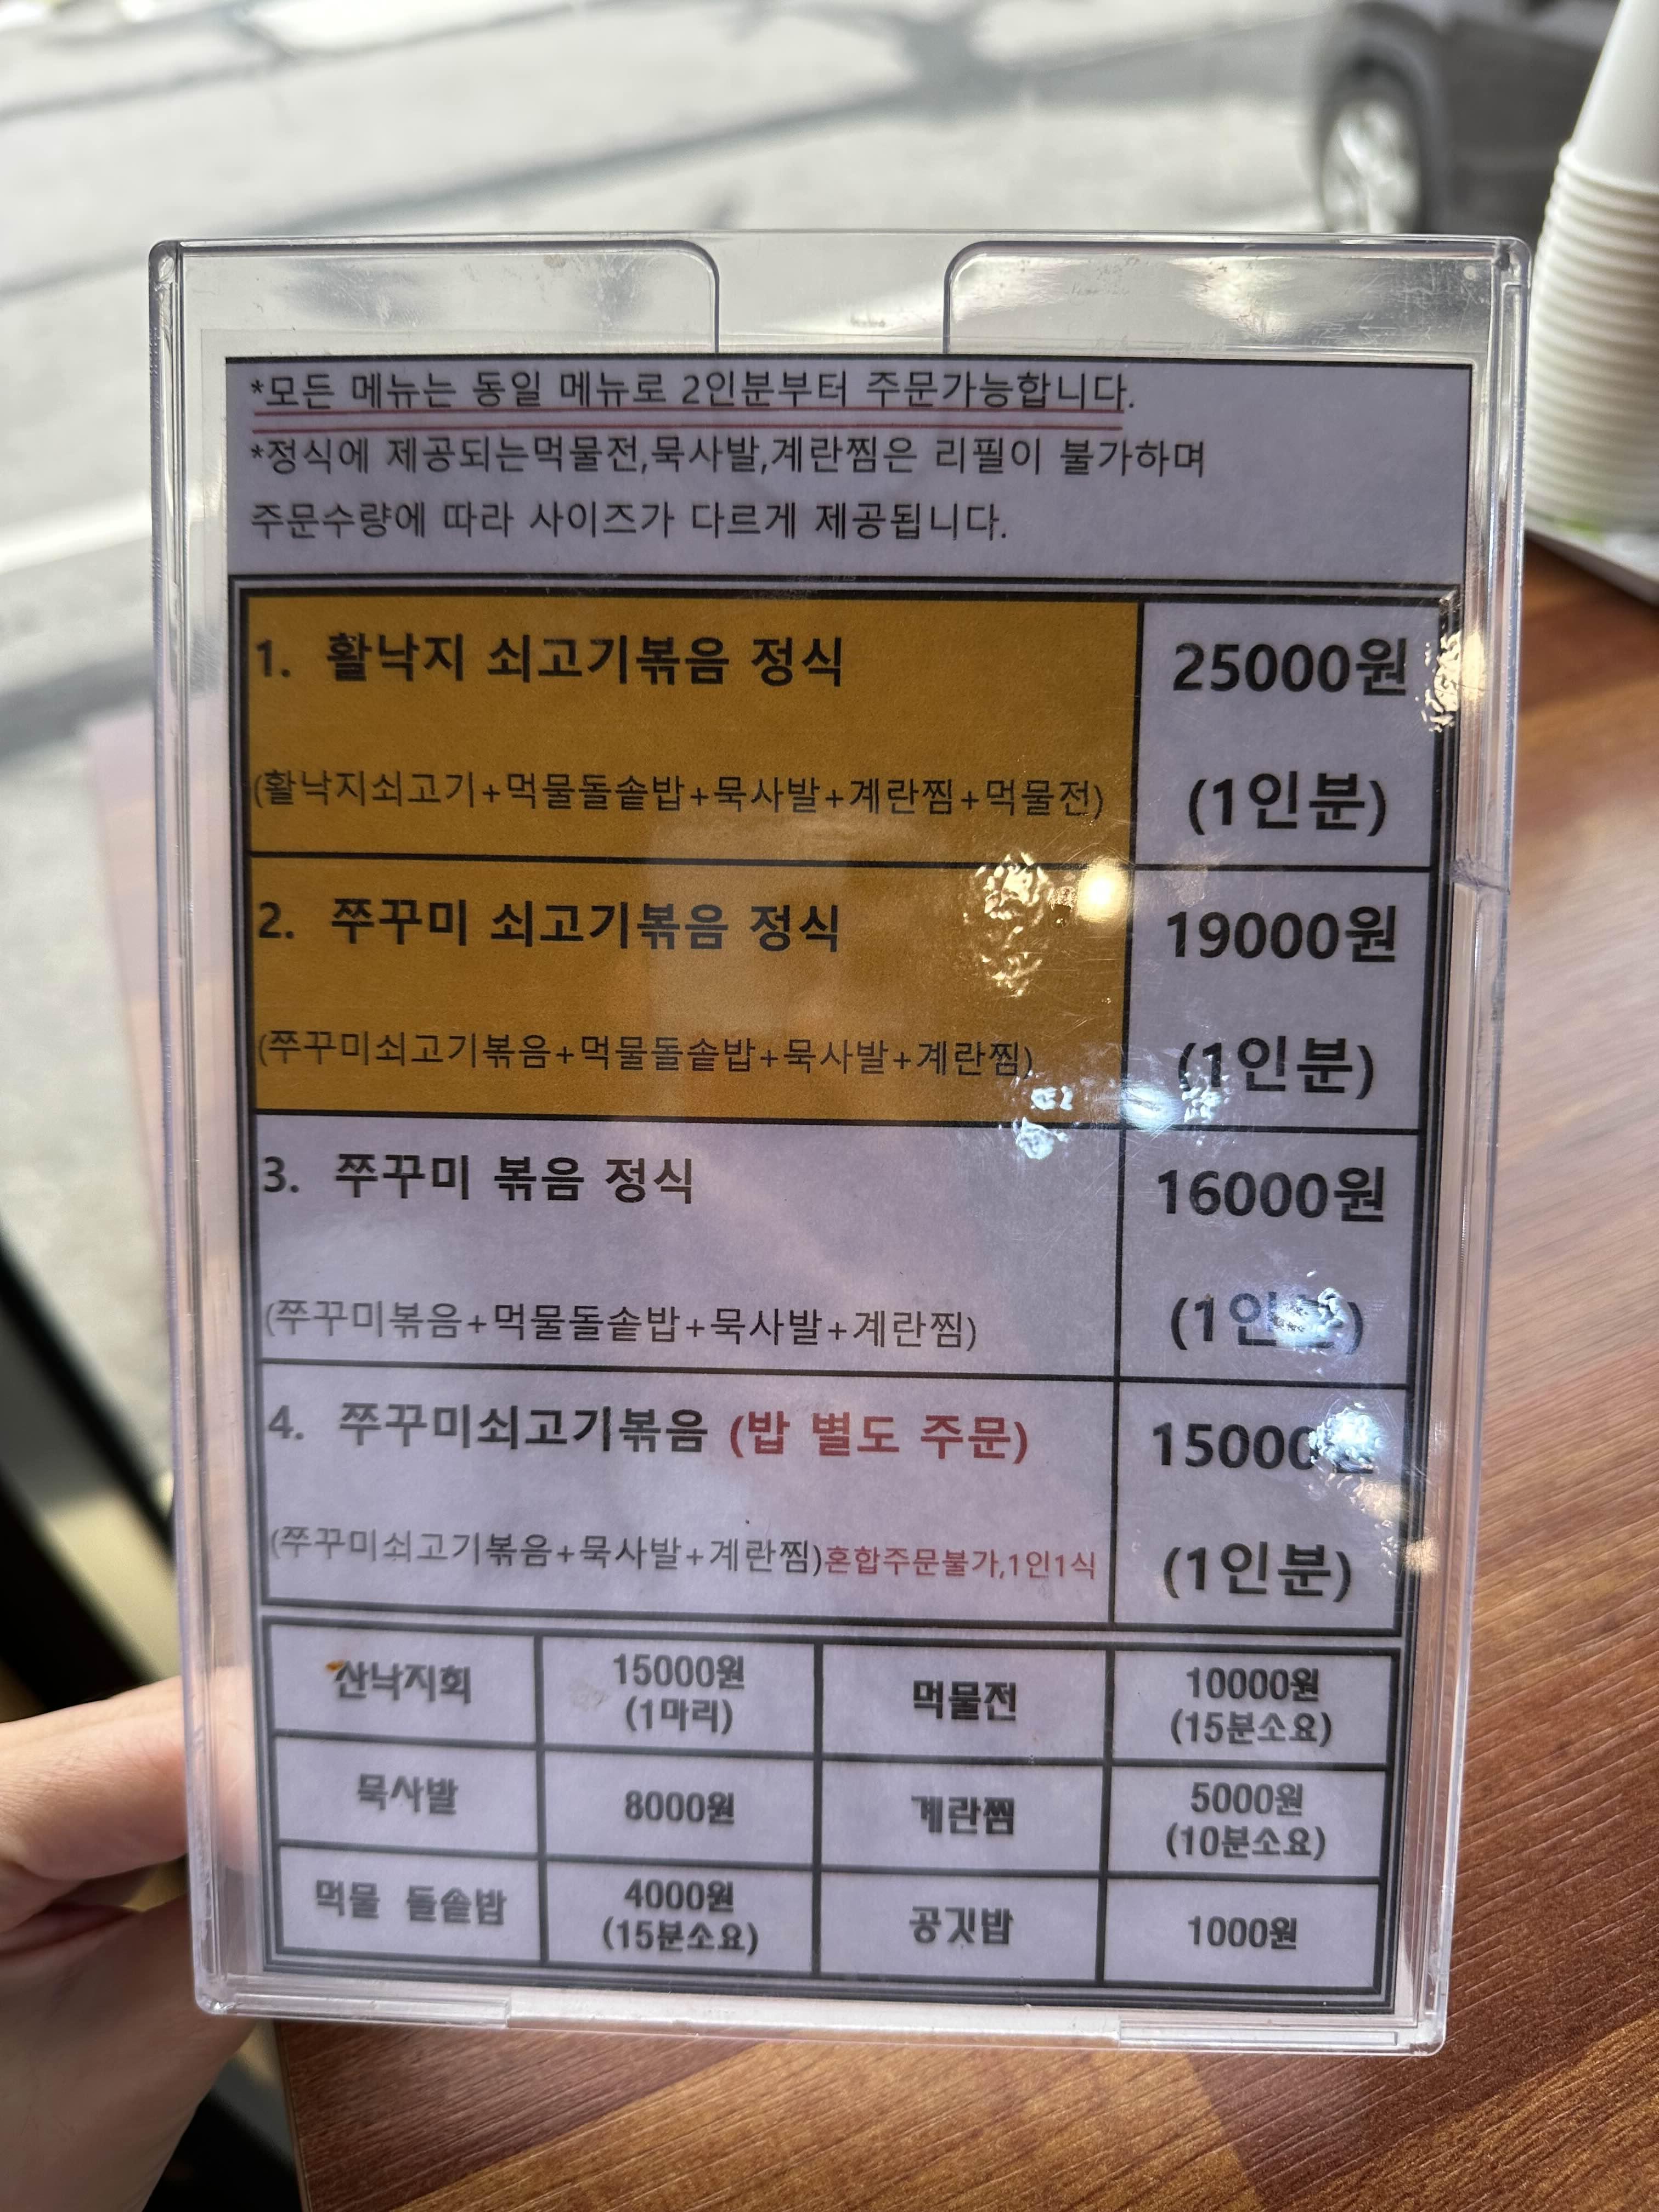 *모든 메뉴는 동일 메뉴로 2인분부터 주문가능합니다.
*정식에 제공되는먹물전,묵사발,계란찜은 리필이 불가하며
주문수량에 따라 사이즈가 다르게 제공됩니다.
1. 활낙지 쇠고기볶음 정식
25000원
(활낙지쇠고기+먹물돌솥밥+묵사발+계란찜+먹물전)
(1인분)
2. 쭈꾸미 쇠고기볶음 정식
19000원
(쭈꾸미쇠고기볶음+먹물돌솥밥+묵사발+계란찜)
(1인분)
3. 쭈꾸미 볶음 정식
16000원
(쭈꾸미볶음+먹물돌솥밥+묵사발+계란찜)
(1인분)
4. 쭈꾸미쇠고기볶음 (밥 별도 주문)
15000원
(쭈꾸미쇠고기볶음+묵사발+계란찜)혼합주문불가,1인1식
(1인분)
산낙지회
15000원
(1마리)
먹물전
10000원
(15분소요)
묵사발
8000원
계란찜
5000원
(10분소요)
먹물 돌솥밥
4000원
(15분소요)
공깃밥
1000원